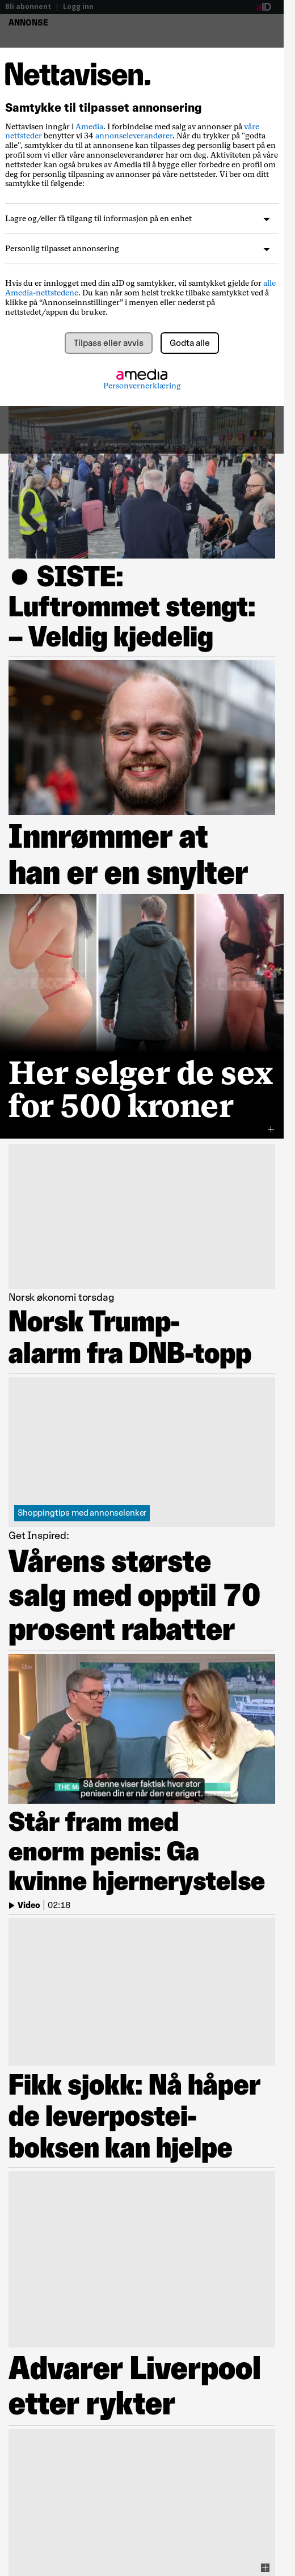 Bli abonnent | Logg inn
aID
ANNONSE
Nettavisen.
Samtykke til tilpasset annonsering
Nettavisen inngår i Amedia. I forbindelse med salg av annonser på våre
nettsteder benytter vi 34 annonseleverandører. Når du trykker på "godta
alle", samtykker du til at annonsene kan tilpasses deg personlig basert på en
profil som vi eller våre annonseleverandører har om deg. Aktiviteten på våre
nettsteder kan også brukes av Amedia til å bygge eller forbedre en profil om
deg for tilpasning av annonser på våre nettsteder. Vi ber om ditt
samtykke til følgende:
Lagre og/eller få tilgang til informasjon på en enhet
Personlig tilpasset annonsering
Hvis du er innlogget med din aID og samtykker, vil samtykket gjelde for alle
Amedia-nettstedene. Du kan når som helst trekke tilbake samtykket ved å
klikke på “Annonseinnstillinger” i menyen eller nederst på
nettstedet/appen du bruker.
Tilpass eller avvis
Godta alle
amedia
Personvernerklæring
● SISTE:
Luftrommet stengt:
– Veldig kjedelig
Innrømmer at
han er en snylter
Her selger de sex
for 500 kroner
Norsk økonomi torsdag
Norsk Trump-
alarm fra DNB-topp
Shoppingtips med annonselenker
Get Inspired:
Vårens største
salg med opptil 70
prosent rabatter
itv
THE MA
Så denne viser faktisk hvor stor
penisen din er når den er erigert.
Står fram med
enorm penis: Ga
kvinne hjernerystelse
Video | 02:18
Fikk sjokk: Nå håper
de leverpostei-
boksen kan hjelpe
Advarer Liverpool
etter rykter